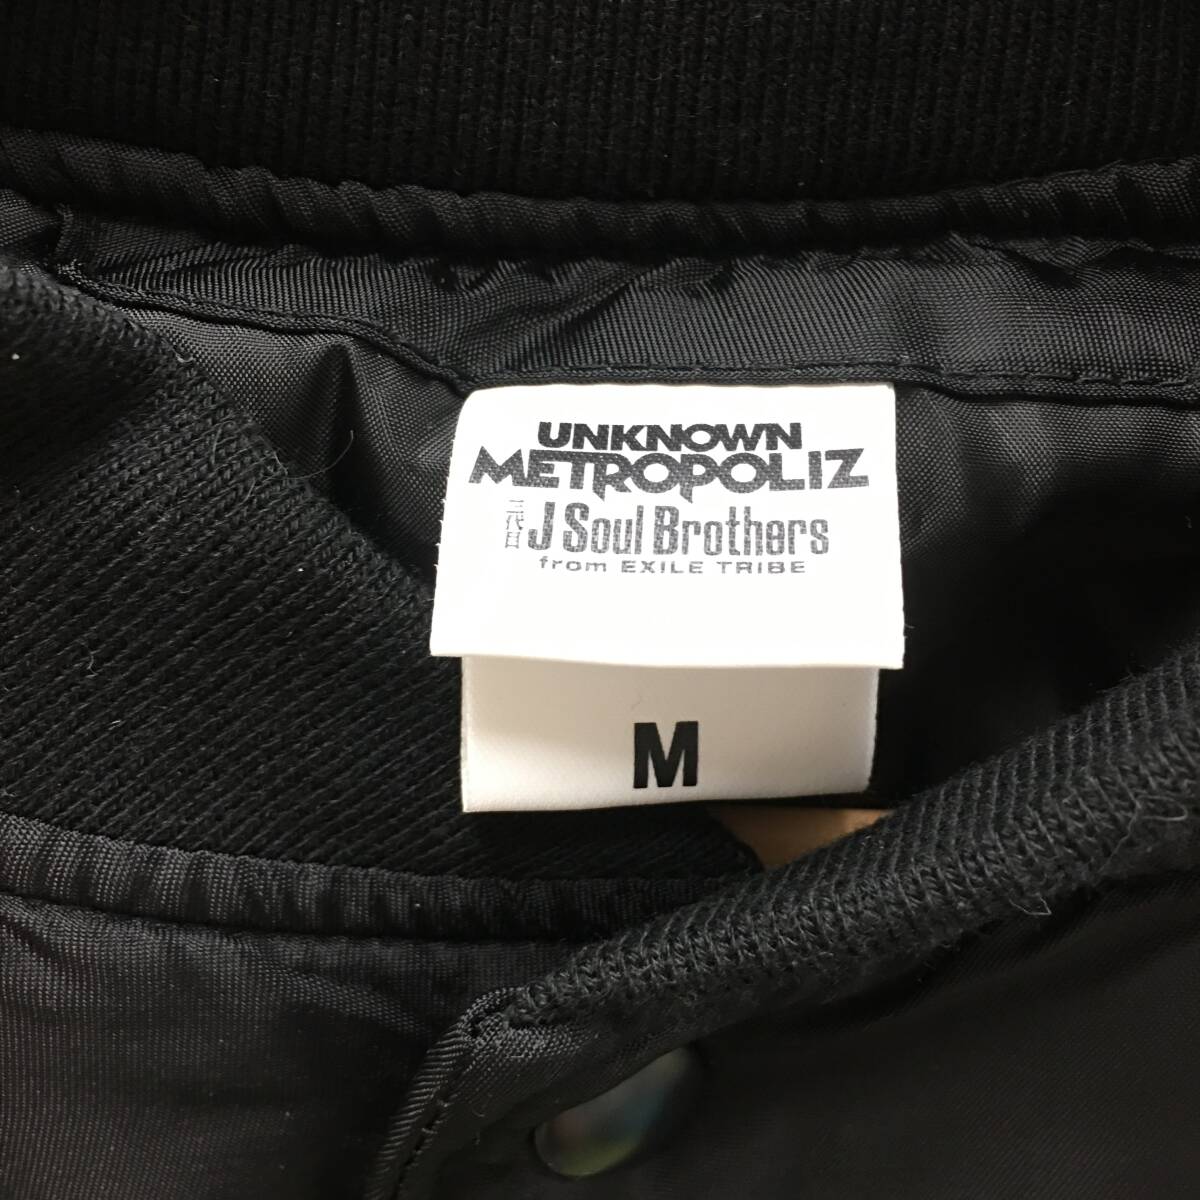 UNKNOWN
METROPOLIZ
三代目 J Soul Brothers
from EXILE TRIBE
M